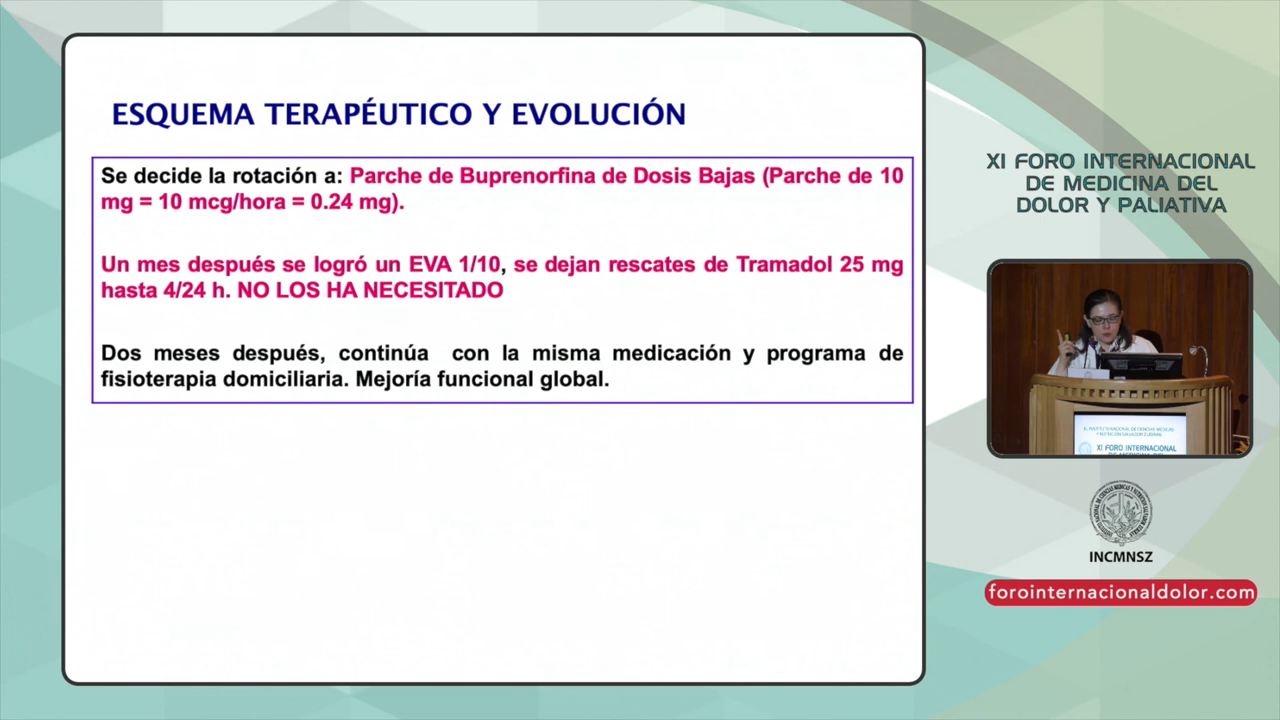 ESQUEMA TERAPÉUTICO Y EVOLUCIÓN
Se decide la rotación a: Parche de Buprenorfina de Dosis Bajas (Parche de 10
mg = 10 mcg/hora = 0.24 mg).
Un mes después se logró un EVA 1/10, se dejan rescates de Tramadol 25 mg
hasta 4/24 h. NO LOS HA NECESITADO
Dos meses después, continúa con la misma medicación y programa de
fisioterapia domiciliaria. Mejoría funcional global.
XI FORO INTERNACIONAL
DE MEDICINA DEL
DOLOR Y PALIATIVA
XI FORO INTERNACIONAL
INCMNSZ
forointernacionaldolor.com